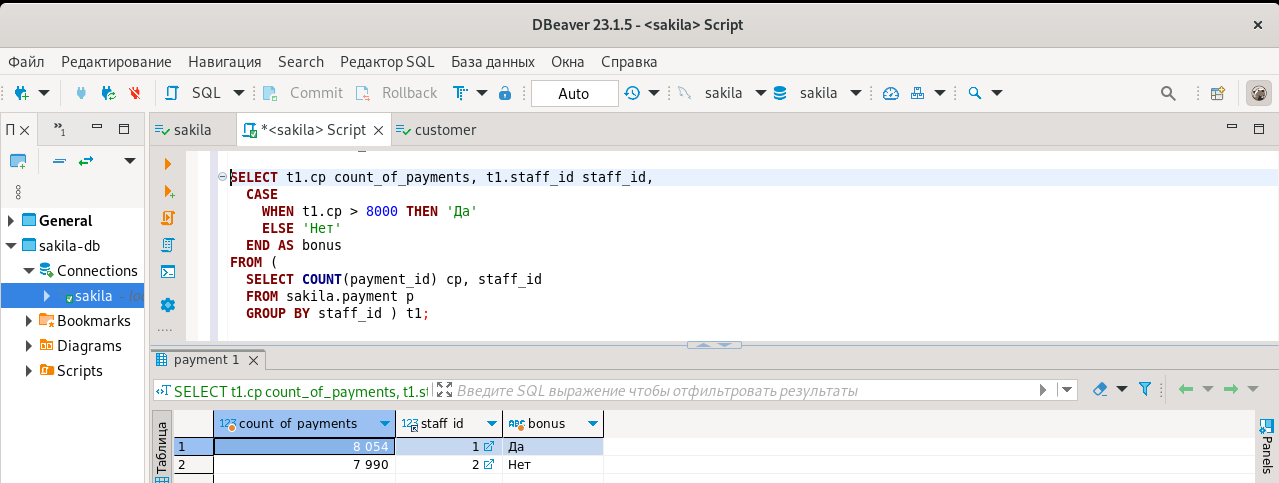 DBeaver 23.1.5 - <sakila> Script
Файл Редактирование Навигация Search Редактор SQL База данных Окна Справка
SQL Commit Rollback Auto sakila sakila
П sakila *<sakila> Script customer
SELECT t1.cp count_of_payments, t1.staff_id staff_id,
CASE
WHEN t1.cp > 8000 THEN 'Да'
ELSE 'Нет'
END AS bonus
FROM (
SELECT COUNT(payment_id) cp, staff_id
FROM sakila.payment p
GROUP BY staff_id ) t1;
General
sakila-db
Connections
sakila
Bookmarks
Diagrams
Scripts
payment 1
SELECT t1.cp count_of_payments, t1.st Введите SQL выражение чтобы отфильтровать результаты
Таблица
count_of_payments staff_id bonus
1 8 054 1 Да
2 7 990 2 Нет
Panels